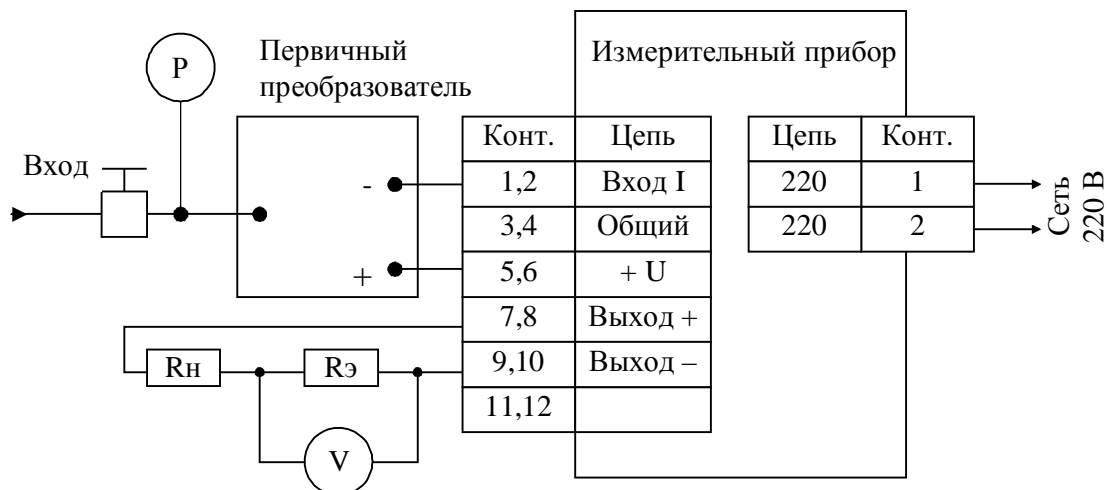 Первичный
преобразователь
Измерительный прибор
P
Вход
-
+
Конт. Цепь
1,2 Вход I
3,4 Общий
5,6 + U
7,8 Выход +
9,10 Выход –
11,12
Цепь Конт.
220 1
220 2
Сеть
220 В
Rн
Rэ
V